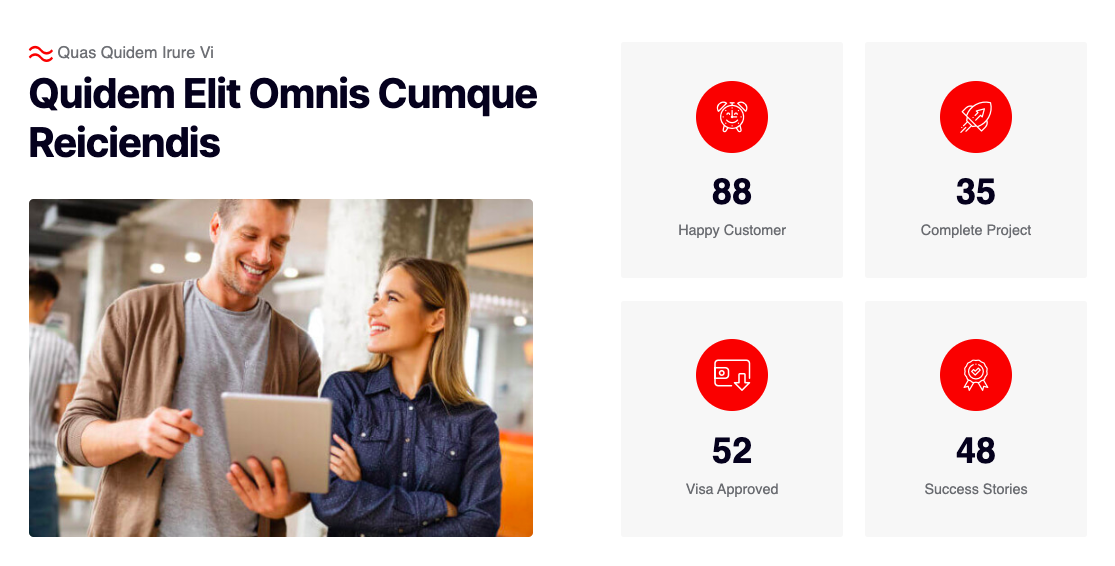 Quas Quidem Irure Vi
Quidem Elit Omnis Cumque
Reiciendis
88
Happy Customer
35
Complete Project
52
Visa Approved
48
Success Stories